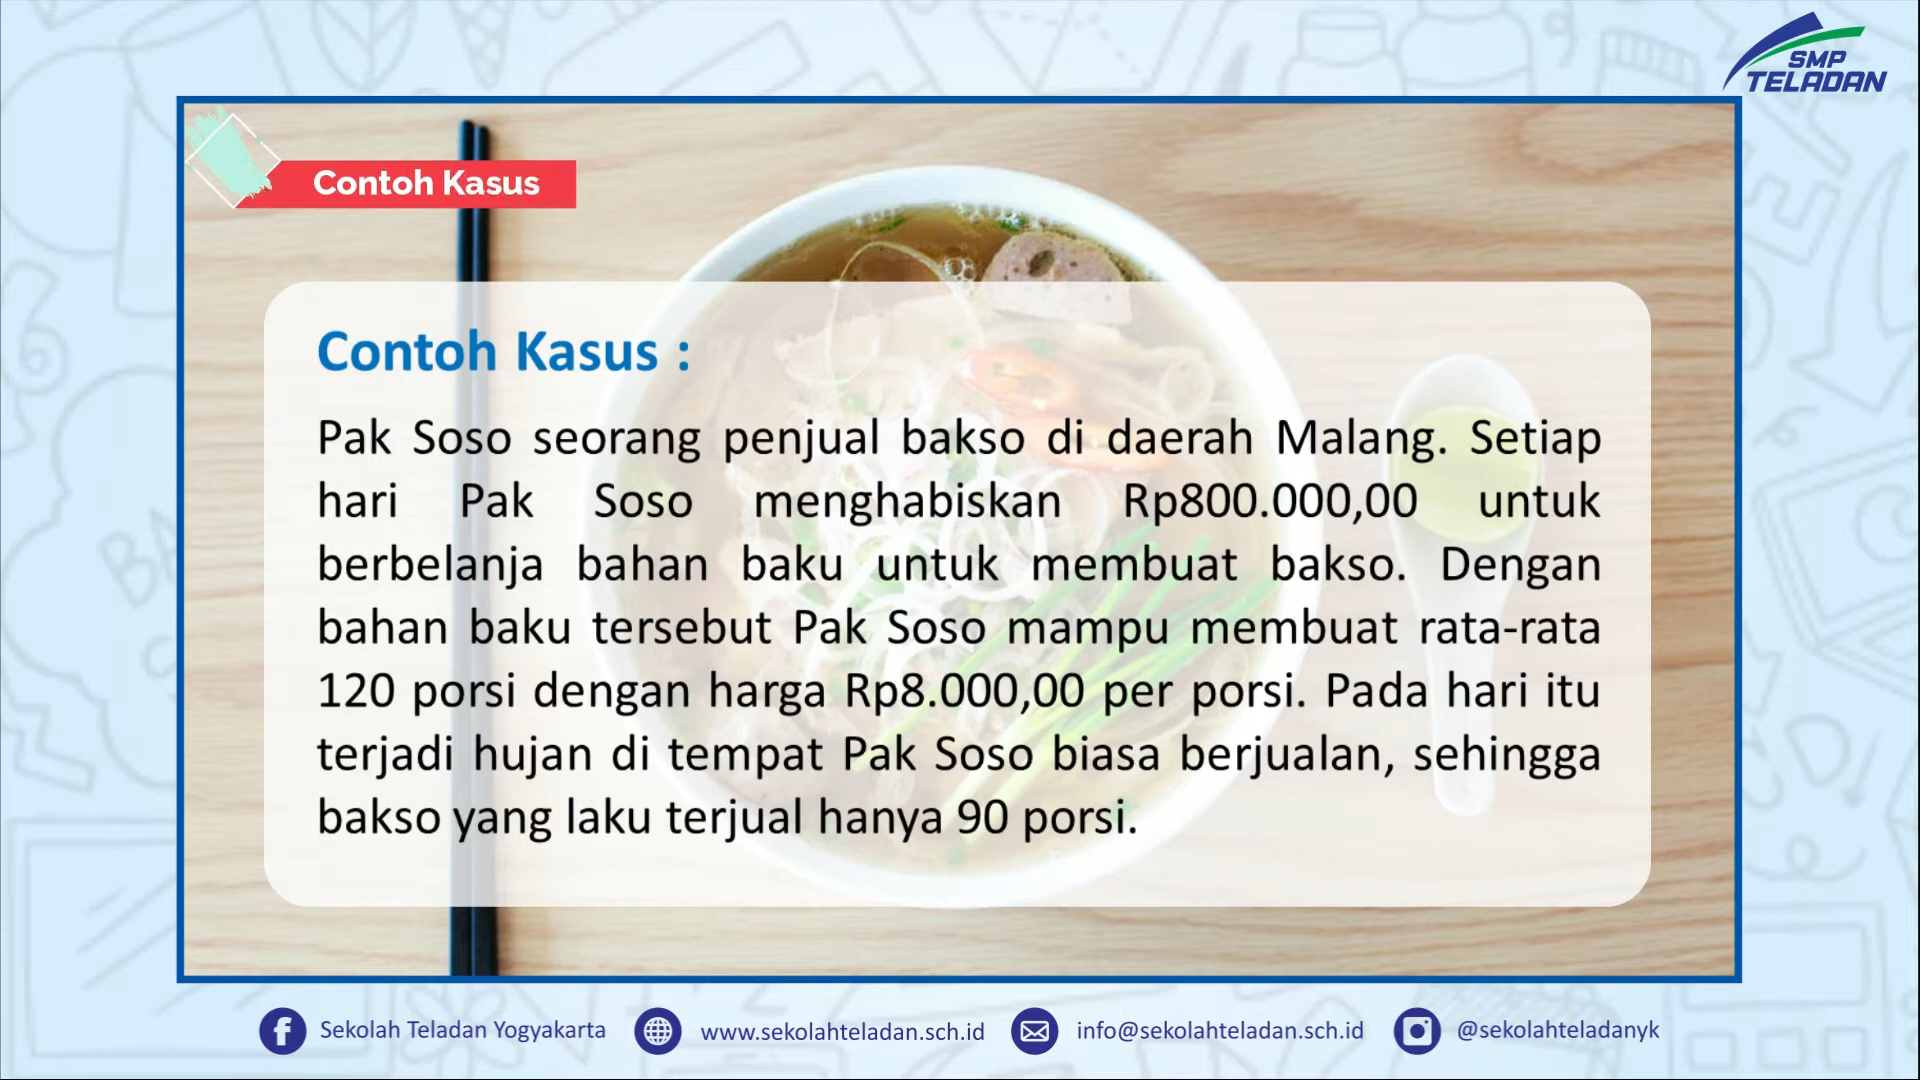 SMP
TELADAN
Contoh Kasus
Contoh Kasus :
Pak Soso seorang penjual bakso di daerah Malang. Setiap
hari Pak Soso menghabiskan Rp800.000,00 untuk
berbelanja bahan baku untuk membuat bakso. Dengan
bahan baku tersebut Pak Soso mampu membuat rata-rata
120 porsi dengan harga Rp8.000,00 per porsi. Pada hari itu
terjadi hujan di tempat Pak Soso biasa berjualan, sehingga
bakso yang laku terjual hanya 90 porsi.
Sekolah Teladan Yogyakarta
www.sekolahteladan.sch.id
info@sekolahteladan.sch.id
@sekolahteladanyk